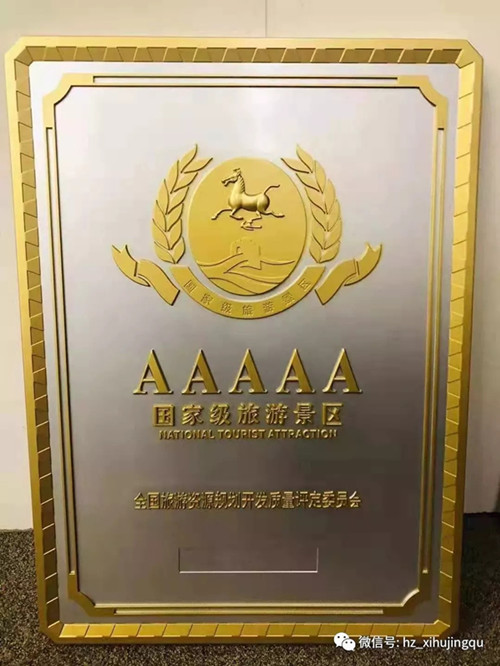 国家级旅游景区
AAAAA
国家级旅游景区
NATIONAL TOURIST ATTRACTION
全国旅游资源规划开发质量评定委员会
微信号: hz_xihujingqu